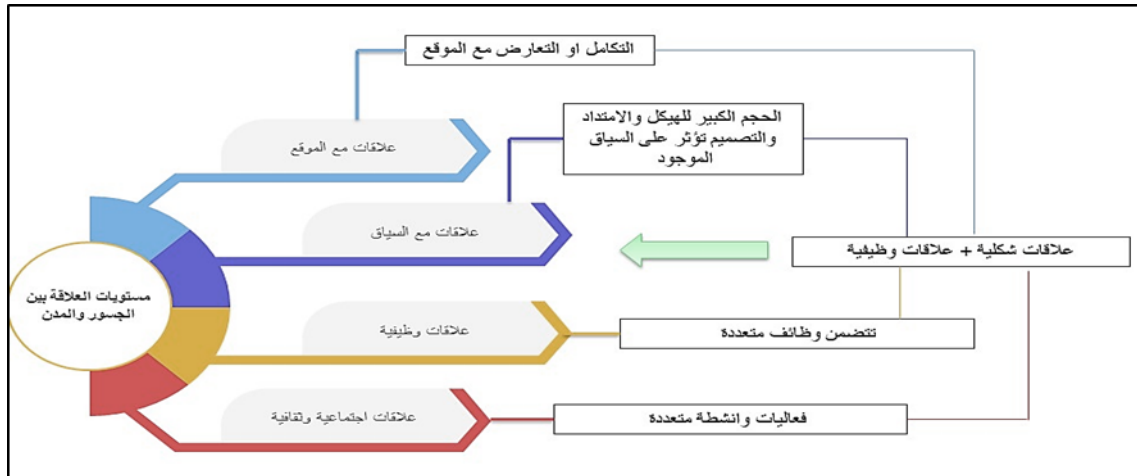 التكامل او التعارض مع الموقع
الحجم الكبير للهيكل والامتداد
والتصميم تؤثر على السياق
الموجود
علاقات مع الموقع
علاقات مع السياق
علاقات شكلية + علاقات وظيفية
مستويات العلاقة بين
الجسور والمدن
علاقات وظيفية
تتضمن وظائف متعددة
علاقات اجتماعية وثقافية
فعاليات وانشطة متعددة